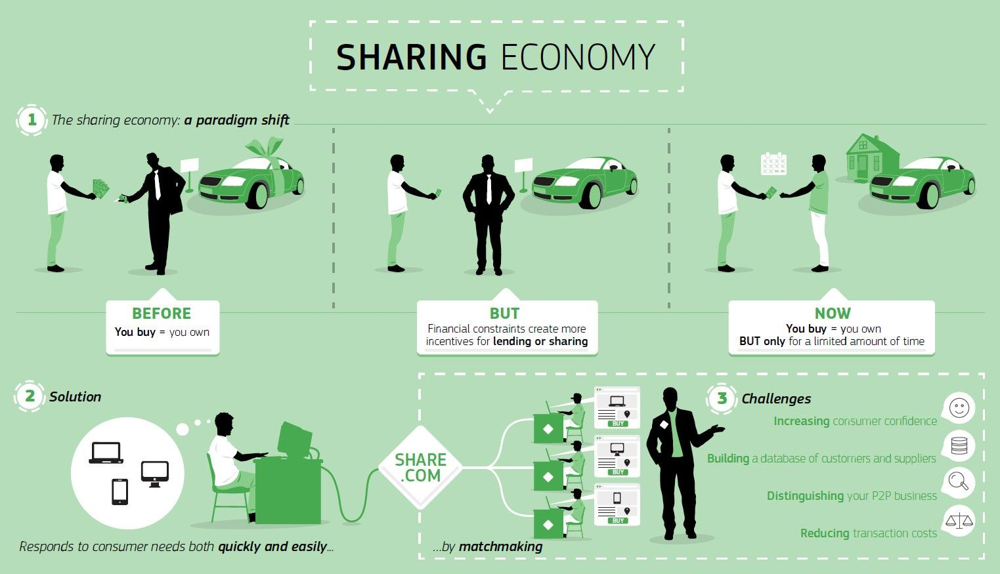 SHARING ECONOMY
1 The sharing economy: a paradigm shift
BEFORE
You buy = you own
BUT
Financial constraints create more
incentives for lending or sharing
NOW
You buy = you own
BUT only for a limited amount of time
2 Solution
SHARE
.COM
BUY
BUY
BUY
Responds to consumer needs both quickly and easily...
...by matchmaking
3 Challenges
Increasing consumer confidence
Building a database of customers and suppliers
Distinguishing your P2P business
Reducing transaction costs